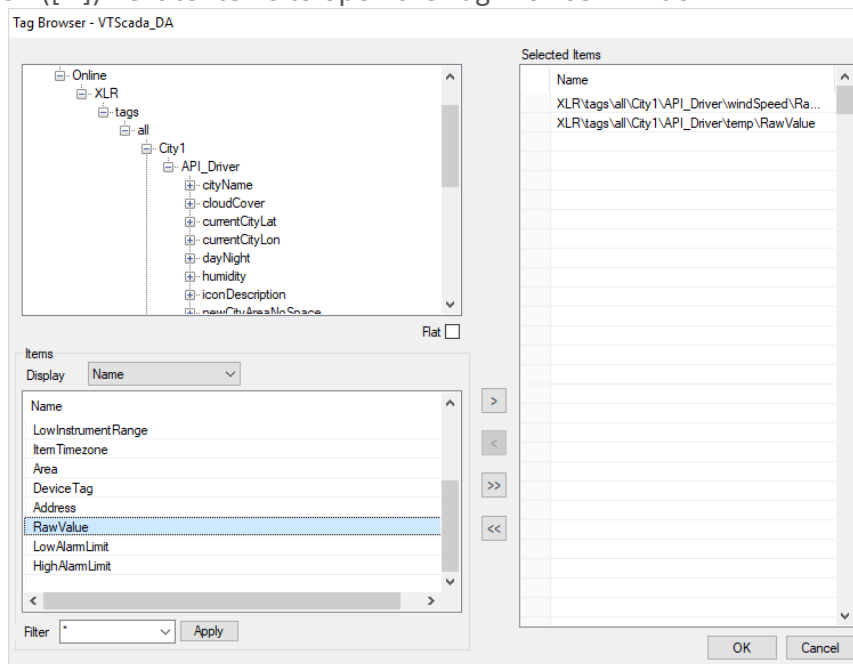 Tag Browser - VTScada_DA
Online
XLR
tags
all
City1
API_Driver
cityName
cloudCover
currentCityLat
currentCityLon
dayNight
humidity
iconDescription
newCityAreaNoSpace
Flat
Items
Display Name
Name
LowInstrumentRange
ItemTimezone
Area
DeviceTag
Address
RawValue
LowAlarmLimit
HighAlarmLimit
< >
Filter * Apply
>
<
>>
<<
Selected Items
Name
XLR\tags\all\City1\API_Driver\windSpeed\Ra...
XLR\tags\all\City1\API_Driver\temp\RawValue
OK Cancel